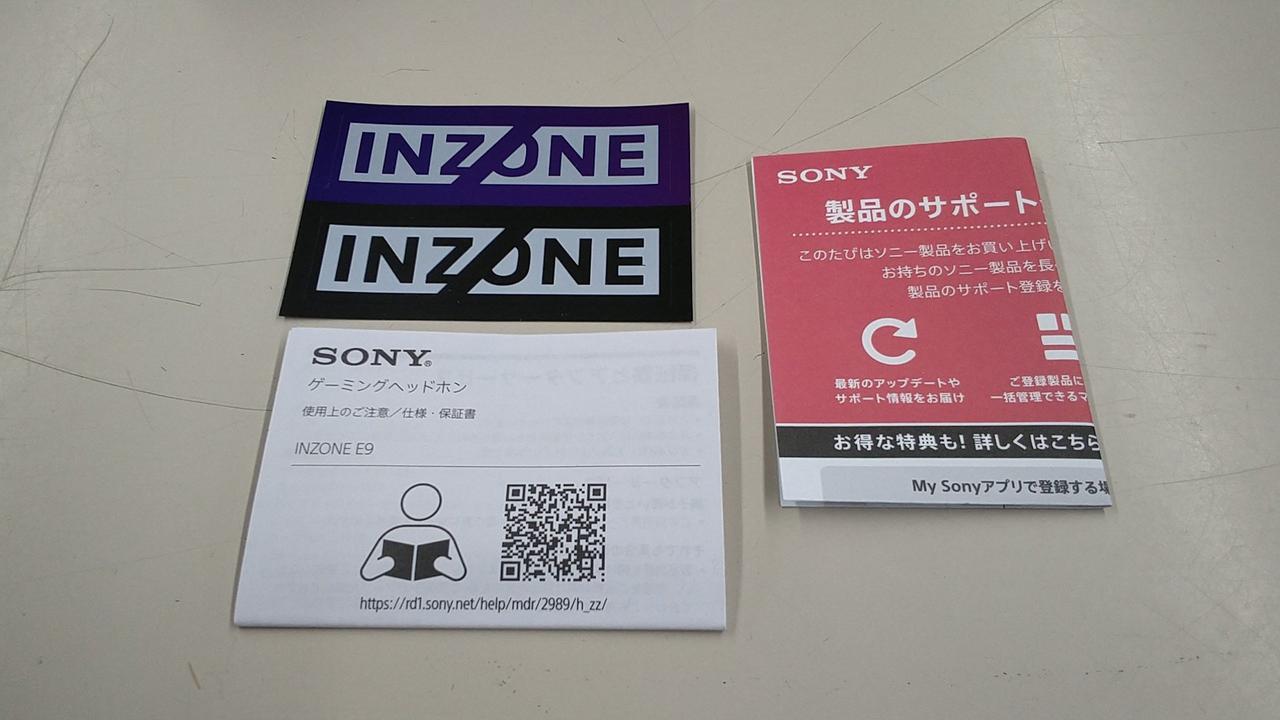 INZONE
INZONE
SONY®
ゲーミングヘッドホン
使用上のご注意／仕様・保証書
INZONE E9
https://rd1.sony.net/help/mdr/2989/h_zz/
SONY
製品のサポート
このたびはソニー製品をお買い上げい
お持ちのソニー製品を長
製品のサポート登録を
最新のアップデートや
サポート情報をお届け
ご登録製品に
一括管理できるマ
お得な特典も! 詳しくはこちら
My Sonyアプリで登録する場